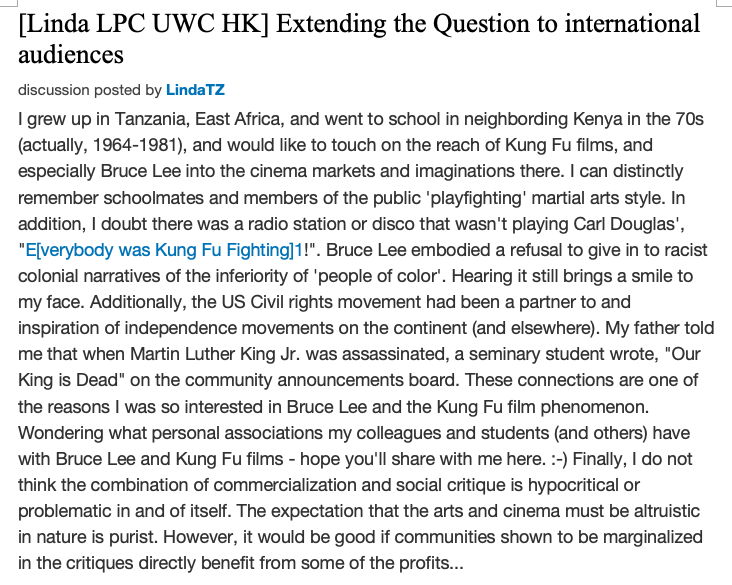 [Linda LPC UWC HK] Extending the Question to international
audiences
discussion posted by LindaTZ
I grew up in Tanzania, East Africa, and went to school in neighbording Kenya in the 70s
(actually, 1964-1981), and would like to touch on the reach of Kung Fu films, and
especially Bruce Lee into the cinema markets and imaginations there. I can distinctly
remember schoolmates and members of the public 'playfighting' martial arts style. In
addition, I doubt there was a radio station or disco that wasn't playing Carl Douglas',
"E[verybody was Kung Fu Fighting]1!". Bruce Lee embodied a refusal to give in to racist
colonial narratives of the inferiority of 'people of color'. Hearing it still brings a smile to
my face. Additionally, the US Civil rights movement had been a partner to and
inspiration of independence movements on the continent (and elsewhere). My father told
me that when Martin Luther King Jr. was assassinated, a seminary student wrote, "Our
King is Dead" on the community announcements board. These connections are one of
the reasons I was so interested in Bruce Lee and the Kung Fu film phenomenon.
Wondering what personal associations my colleagues and students (and others) have
with Bruce Lee and Kung Fu films - hope you'll share with me here. :-) Finally, I do not
think the combination of commercialization and social critique is hypocritical or
problematic in and of itself. The expectation that the arts and cinema must be altruistic
in nature is purist. However, it would be good if communities shown to be marginalized
in the critiques directly benefit from some of the profits...